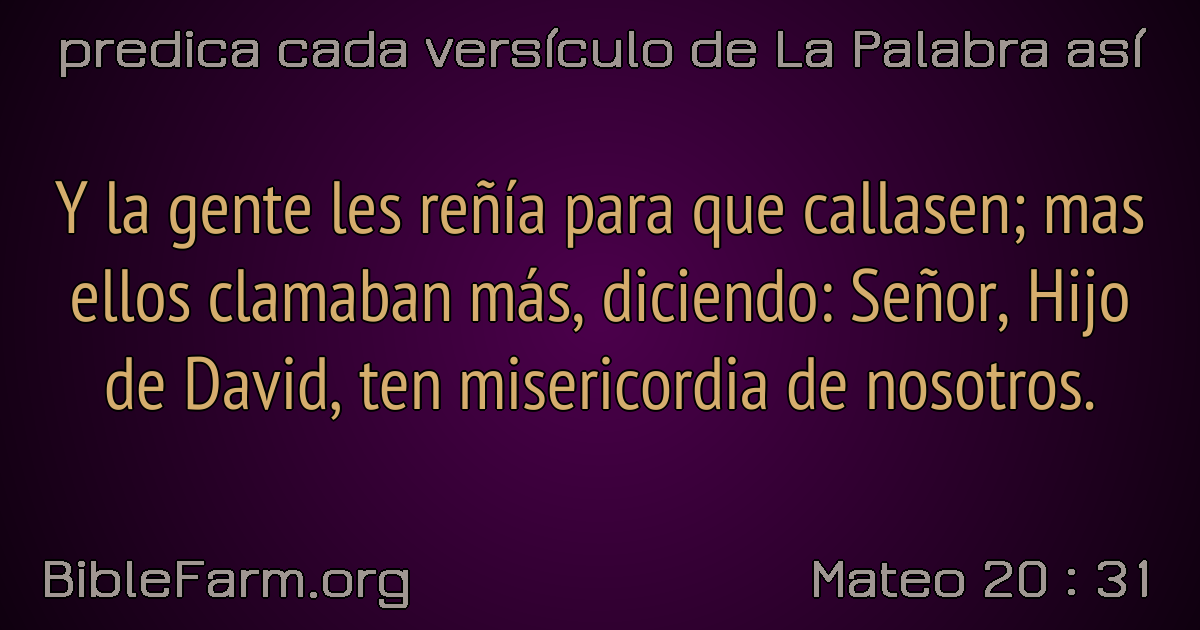 predica cada versículo de La Palabra así
Y la gente les reñía para que callasen; mas
ellos clamaban más, diciendo: Señor, Hijo
de David, ten misericordia de nosotros.
BibleFarm.org
Mateo 20 : 31